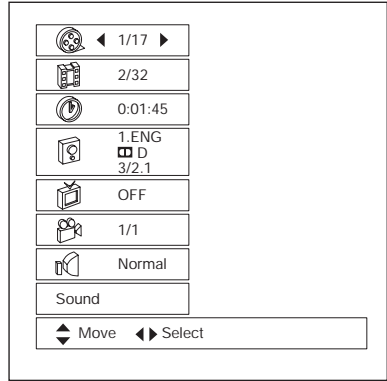 1/17
2/32
0:01:45
1.ENG
D
3/2.1
OFF
1/1
Normal
Sound
Move Select